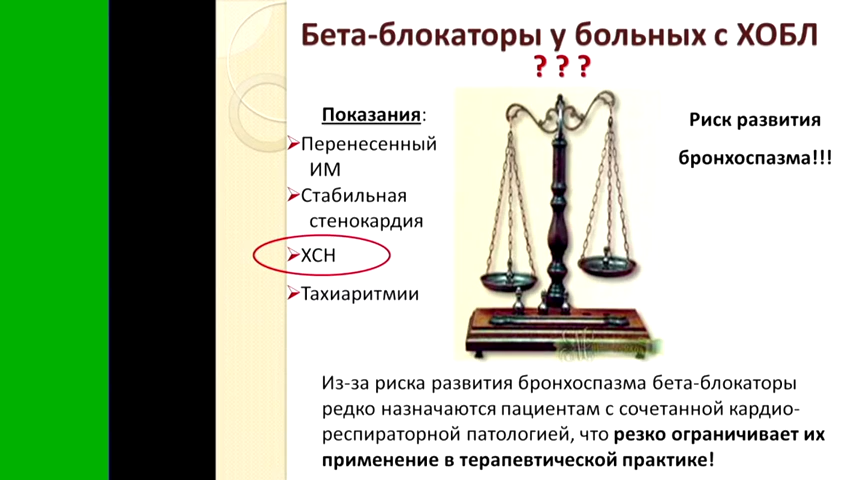 Бета-блокаторы у больных с ХОБЛ
? ? ?
Показания:
Перенесенный
ИМ
Стабильная
стенокардия
ХСН
Тахиаритмии
Риск развития
бронхоспазма!!!
Из-за риска развития бронхоспазма бета-блокаторы
редко назначаются пациентам с сочетанной кардио-
респираторной патологией, что резко ограничивает их
применение в терапевтической практике!